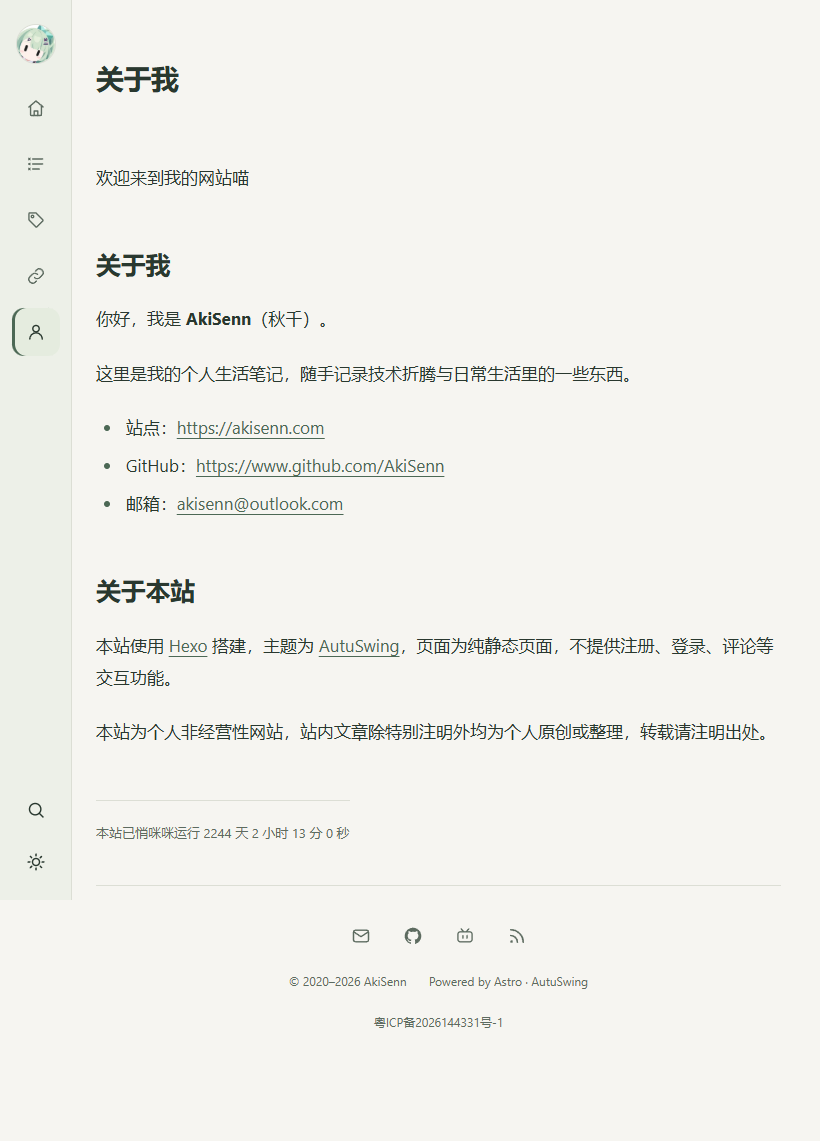 关于我
欢迎来到我的网站喵
关于我
你好，我是 AkiSenn（秋千）。
这里是我的个人生活笔记，随手记录技术折腾与日常生活里的一些东西。
站点：https://akisenn.com
GitHub：https://www.github.com/AkiSenn
邮箱：akisenn@outlook.com
关于本站
本站使用 Hexo 搭建，主题为 AutuSwing，页面为纯静态页面，不提供注册、登录、评论等
交互功能。
本站为个人非经营性网站，站内文章除特别注明外均为个人原创或整理，转载请注明出处。
本站已悄咪咪运行 2244 天 2 小时 13 分 0 秒
© 2020–2026 AkiSenn Powered by Astro · AutuSwing
粤ICP备2026144331号-1